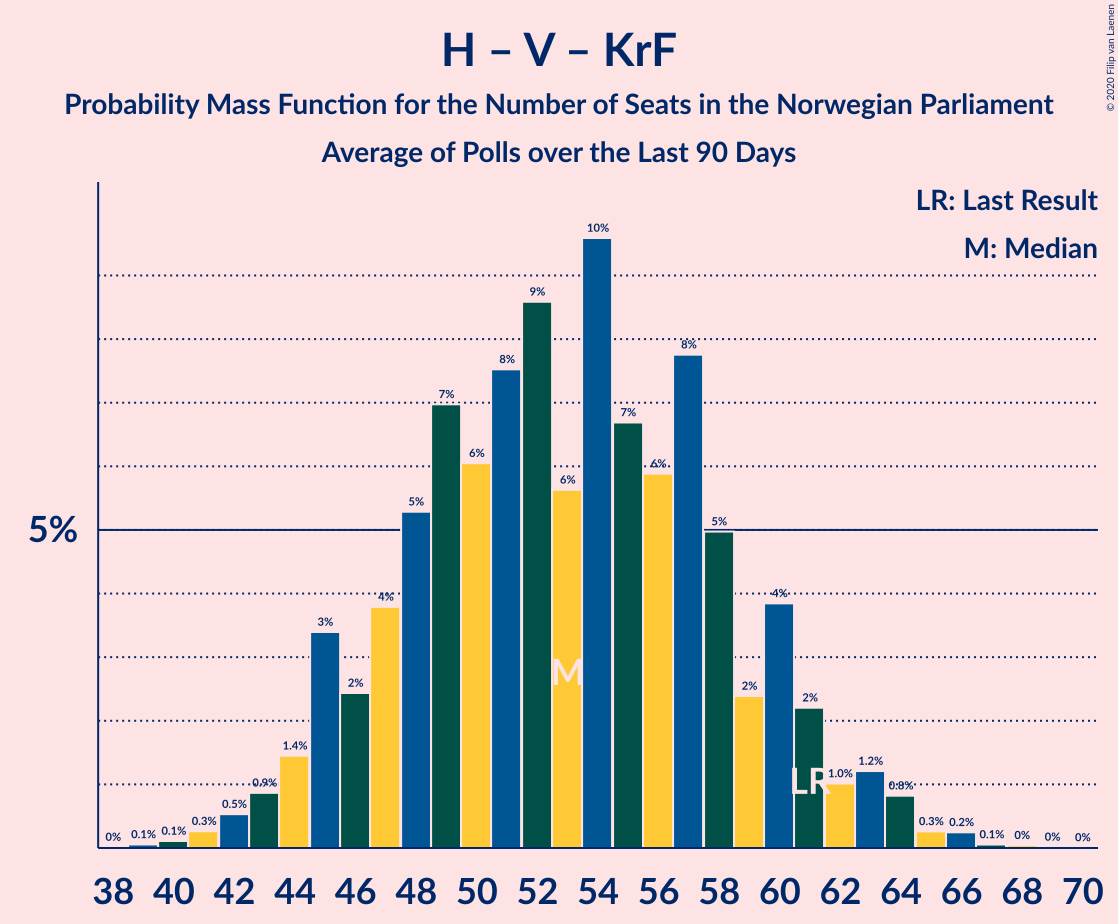 H – V – KrF
Probability Mass Function for the Number of Seats in the Norwegian Parliament
Average of Polls over the Last 90 Days
© 2020 Filip van Laenen
LR: Last Result
M: Median
5%
0% 0.1% 0.1% 0.3% 0.5% 0.9% 1.4% 3% 2% 4% 5% 7% 6% 8% 9% 6% 10% 7% 6% 8% 5% 2% 4% 2% 1.0% 1.2% 0.8% 0.3% 0.2% 0.1% 0% 0% 0%
M
LR
38 40 42 44 46 48 50 52 54 56 58 60 62 64 66 68 70